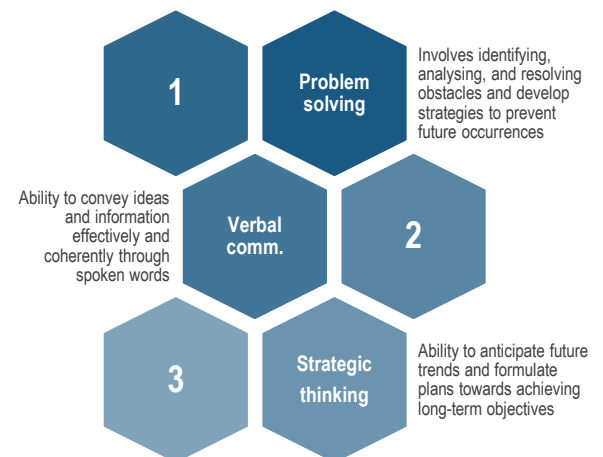 1
Problem
solving
Involves identifying,
analysing, and resolving
obstacles and develop
strategies to prevent
future occurrences
Ability to convey ideas
and information
effectively and
coherently through
spoken words
Verbal
comm.
2
3
Strategic
thinking
Ability to anticipate future
trends and formulate
plans towards achieving
long-term objectives